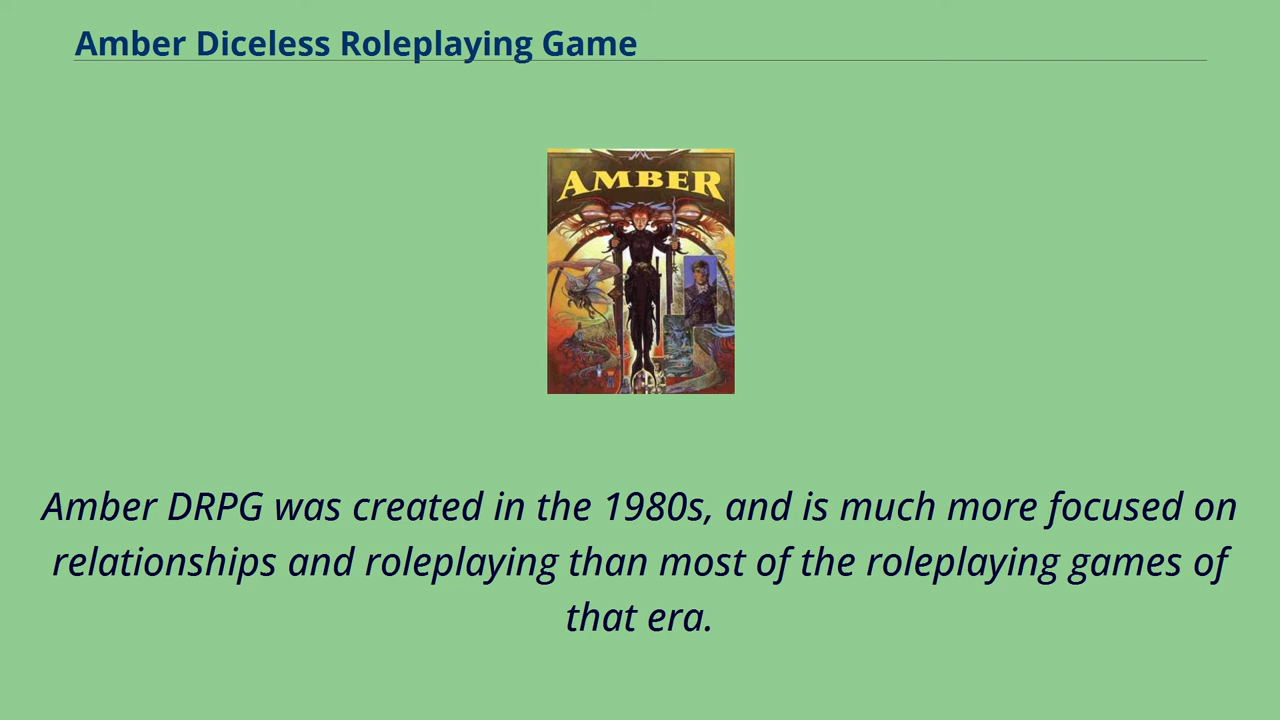 Amber Diceless Roleplaying Game
AMBER
Amber DRPG was created in the 1980s, and is much more focused on
relationships and roleplaying than most of the roleplaying games of
that era.